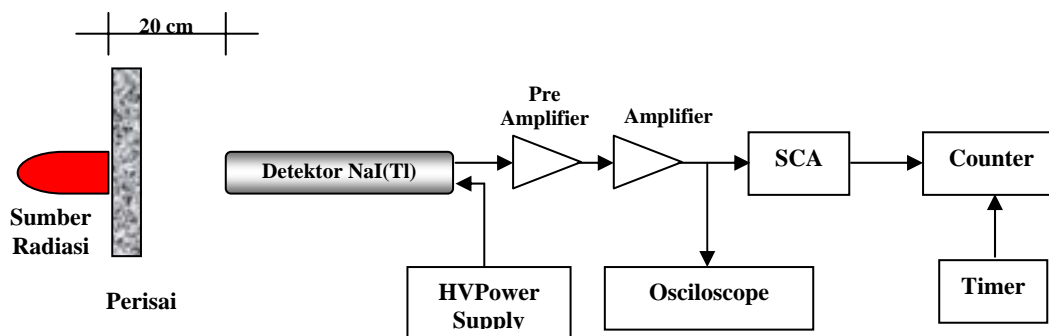 20 cm
Pre
Amplifier
Amplifier
SCA
Counter
Detektor NaI(Tl)
Sumber
Radiasi
Perisai
HVPower
Supply
Osciloscope
Timer